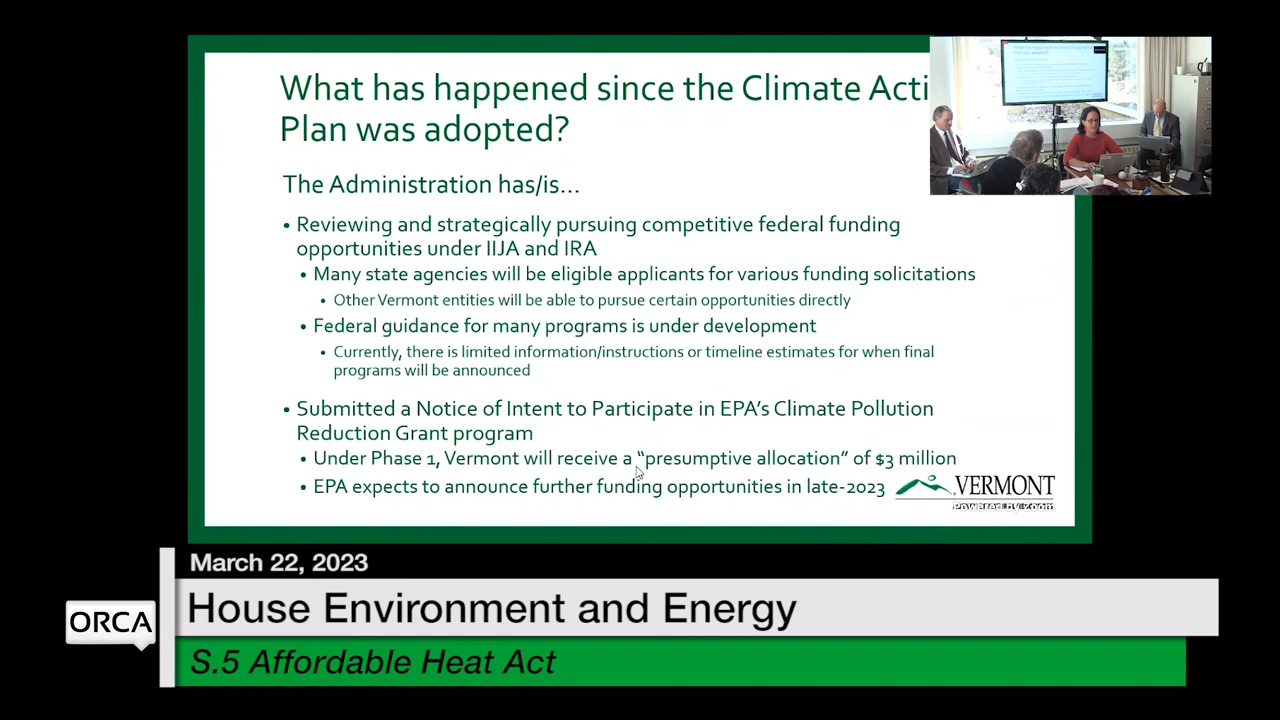 What has happened since the Climate Acti
Plan was adopted?
The Administration has/is...
• Reviewing and strategically pursuing competitive federal funding
opportunities under IIJA and IRA
• Many state agencies will be eligible applicants for various funding solicitations
• Other Vermont entities will be able to pursue certain opportunities directly
• Federal guidance for many programs is under development
• Currently, there is limited information/instructions or timeline estimates for when final
programs will be announced
• Submitted a Notice of Intent to Participate in EPA's Climate Pollution
Reduction Grant program
• Under Phase 1, Vermont will receive a "presumptive allocation" of $3 million
• EPA expects to announce further funding opportunities in late-2023
VERMONT
Powered by Zoom
March 22, 2023
House Environment and Energy
ORCA
S.5 Affordable Heat Act